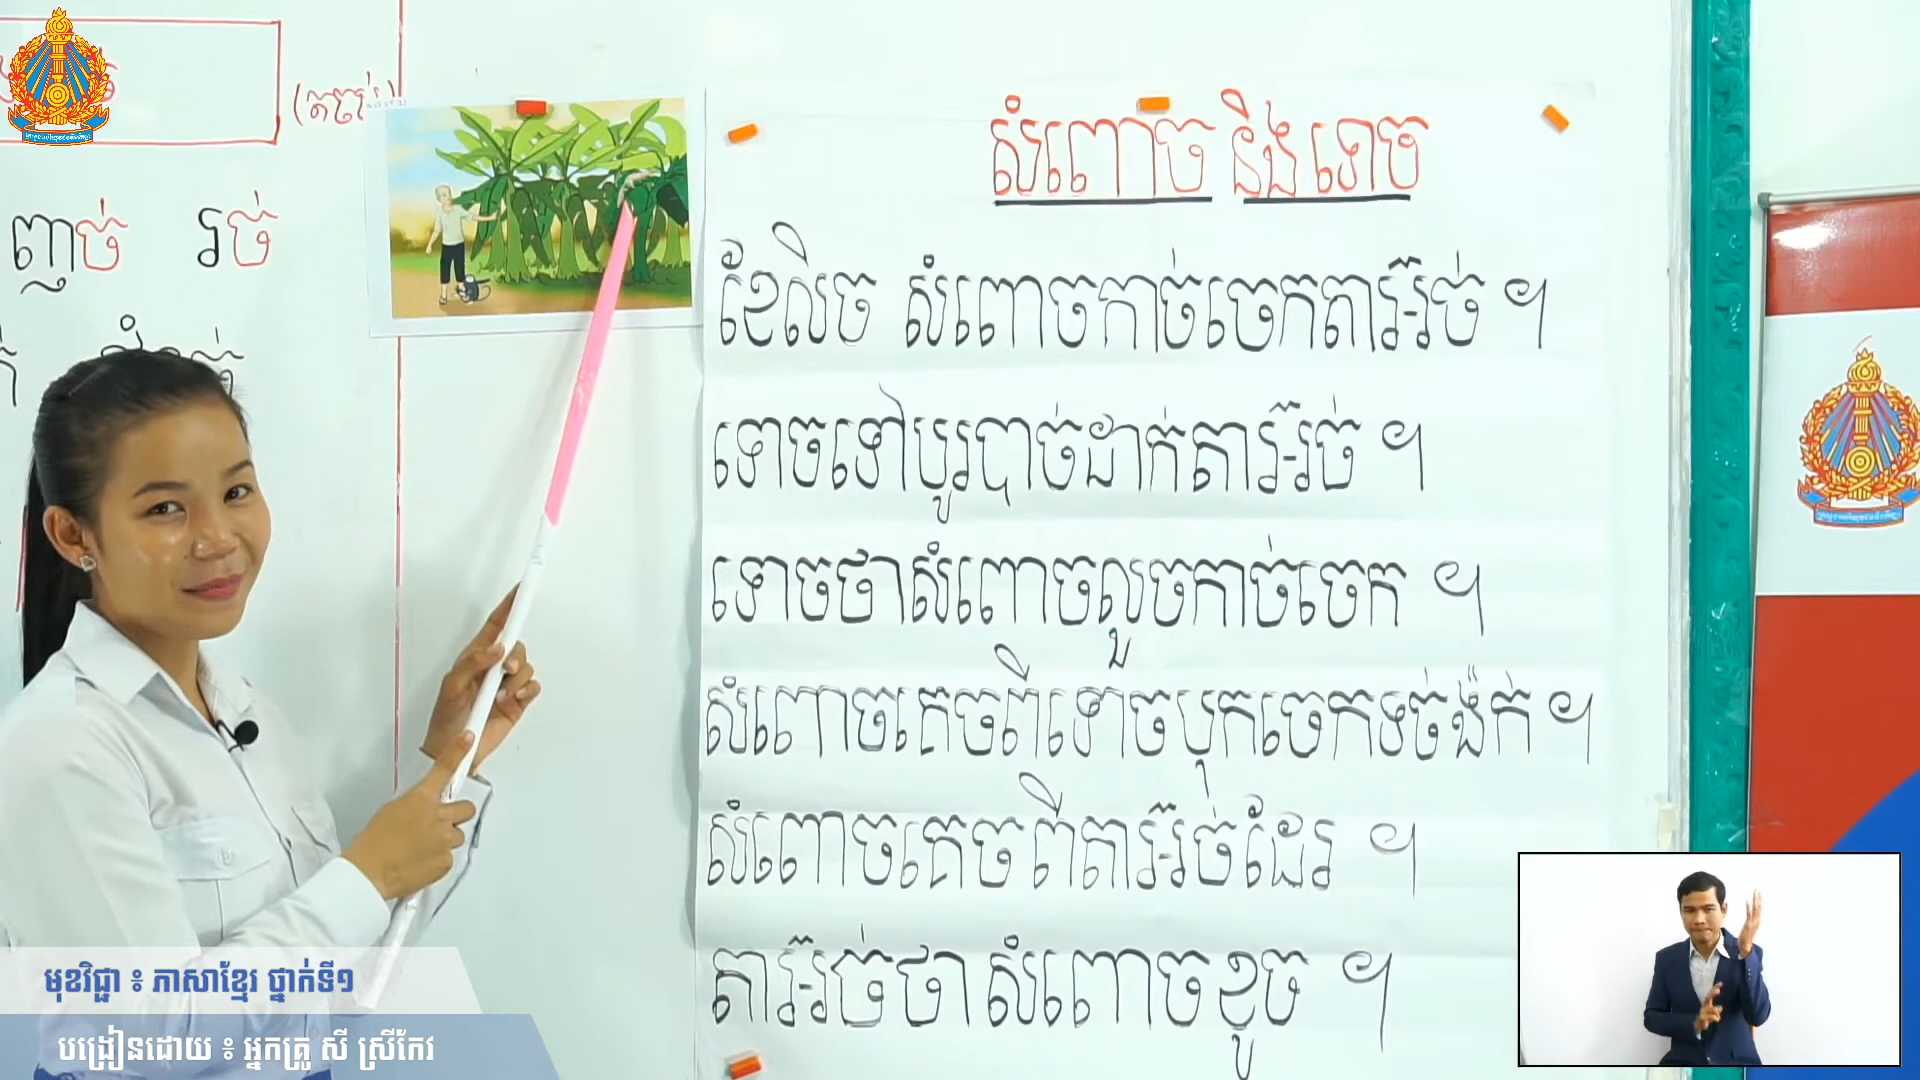 (តចប់)
ញាច់ រច់
សំពោច និង ទោច
ខែលិច សំពោចកាច់ចេកតាអ៊ច់ ។
ទោចទៅបូរបាច់ដាក់តាអ៊ច់ ។
ទោចថាសំពោចលួចកាច់ចេក ។
សំពោចគេចពីទោចបុកចេកទច់ង៉ក់ ។
សំពោចគេចពីតាអ៊ច់ដែរ ។
តាអ៊ច់ថាសំពោចខូច ។
មុខវិជ្ជា ៖ ភាសាខ្មែរ ថ្នាក់ទី១
បង្រៀនដោយ ៖ អ្នកគ្រូ សី ស្រីកែវ